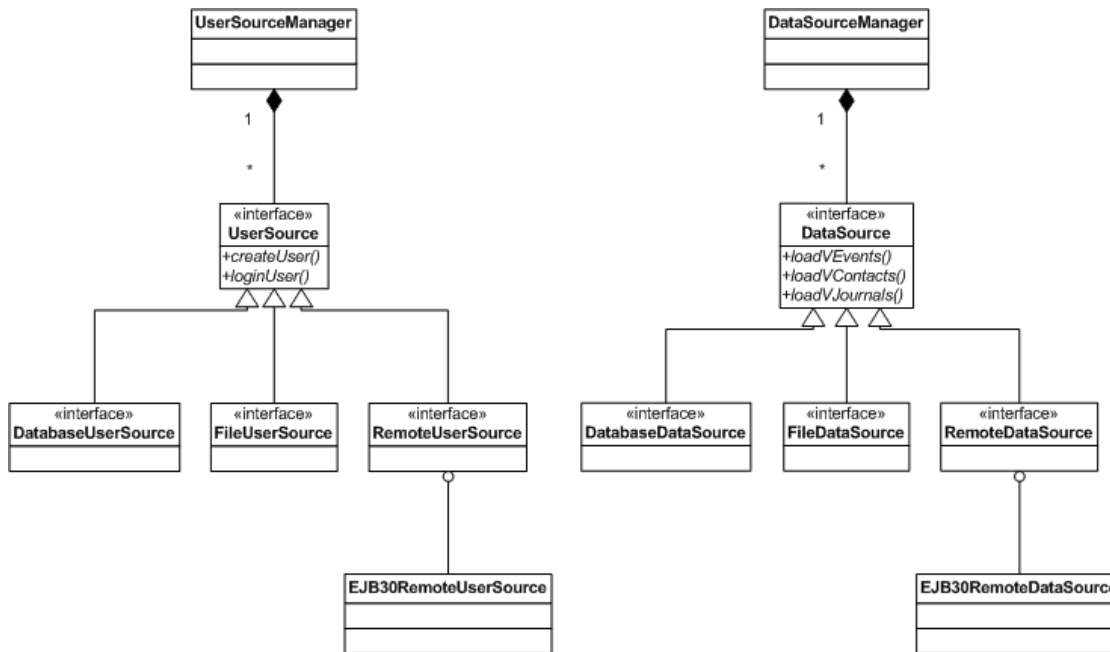 UserSourceManager
DataSourceManager
1
1
*
*
«interface»
UserSource
+createUser()
+loginUser()
«interface»
DataSource
+loadVEvents()
+loadVContacts()
+loadVJournals()
«interface»
DatabaseUserSource
«interface»
FileUserSource
«interface»
RemoteUserSource
«interface»
DatabaseDataSource
«interface»
FileDataSource
«interface»
RemoteDataSource
EJB30RemoteUserSource
EJB30RemoteDataSource